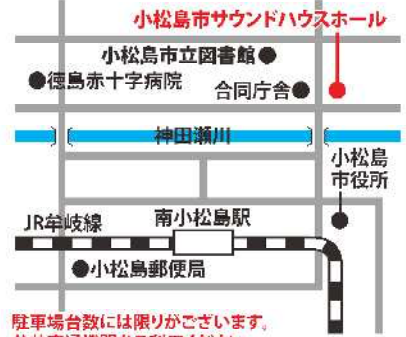 小松島市サウンドハウスホール
小松島市立図書館
徳島赤十字病院
合同庁舎
神田瀬川
小松島
市役所
JR牟岐線
南小松島駅
小松島郵便局
駐車場台数には限りがございます。